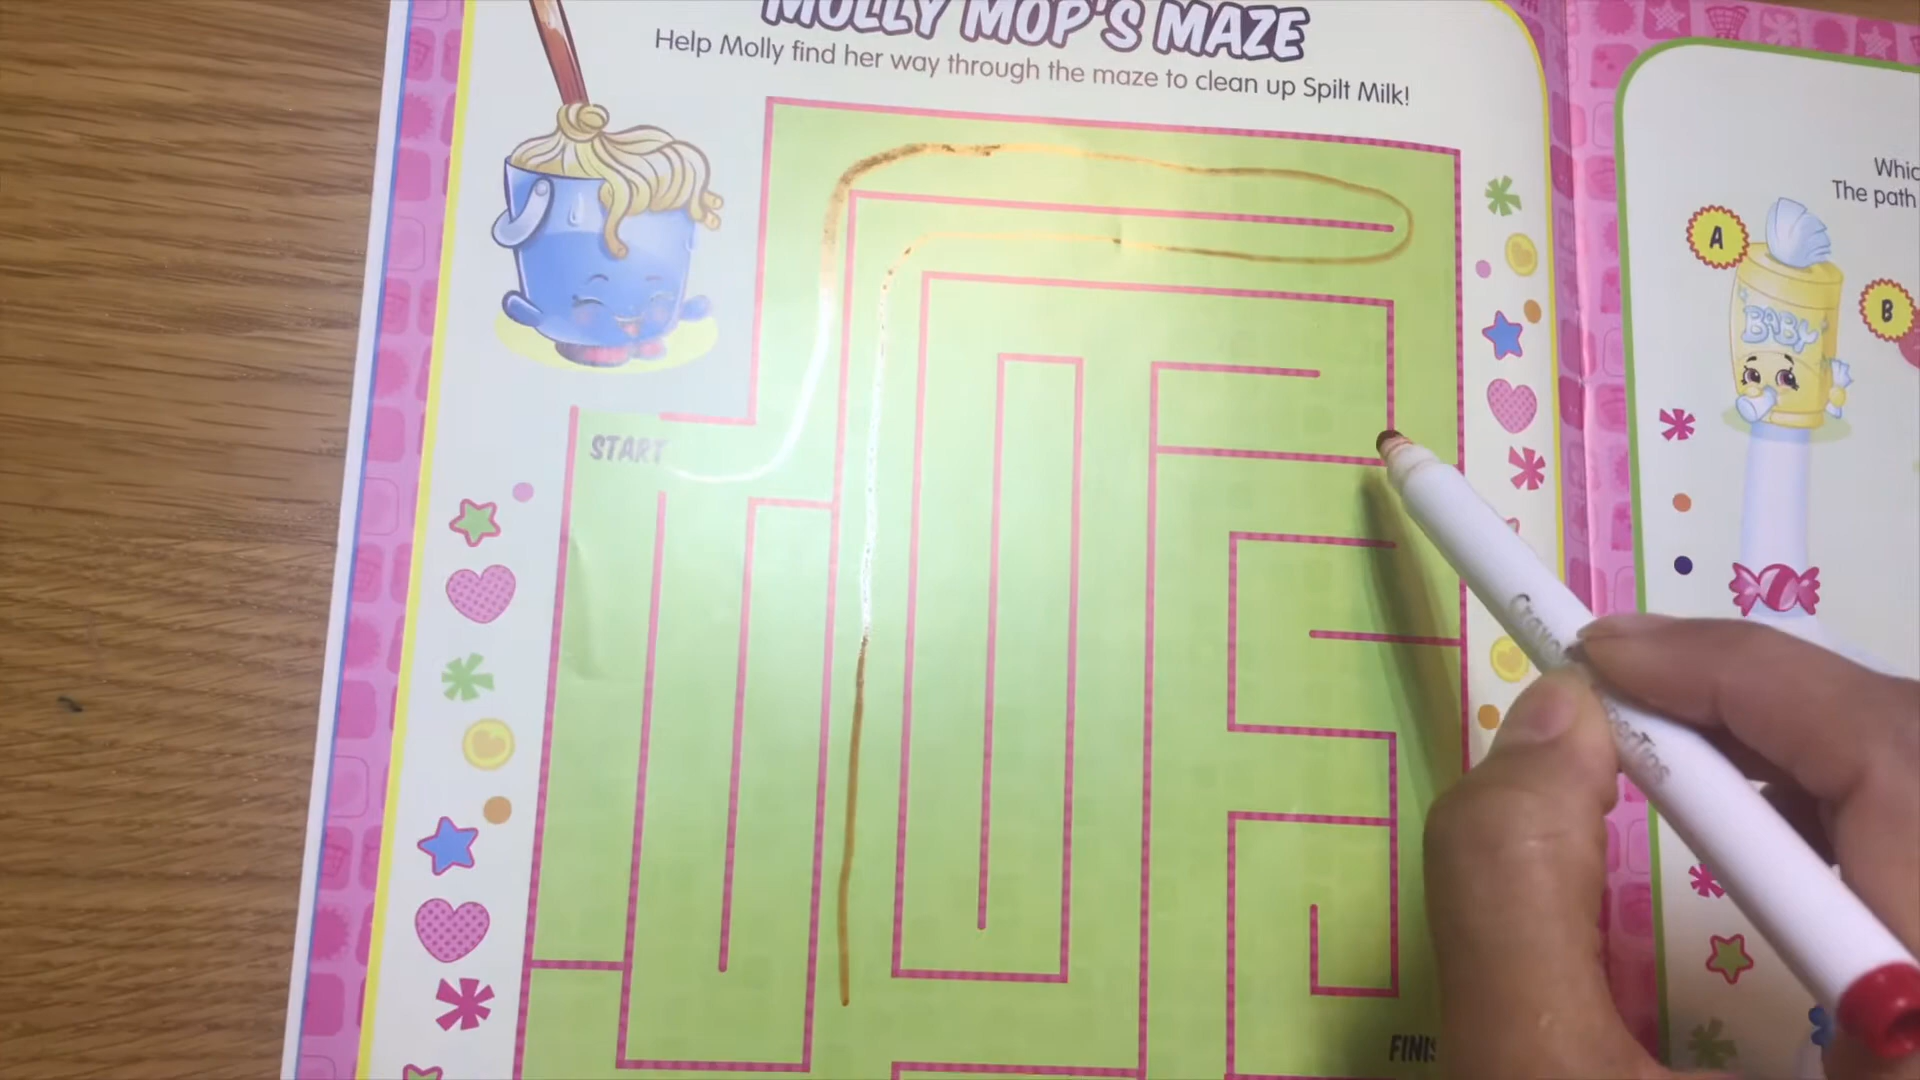 MOLLY MOP'S MAZE
Help Molly find her way through the maze to clean up Spilt Milk!
START
Whic
The path
A
B
BABY
FINIS